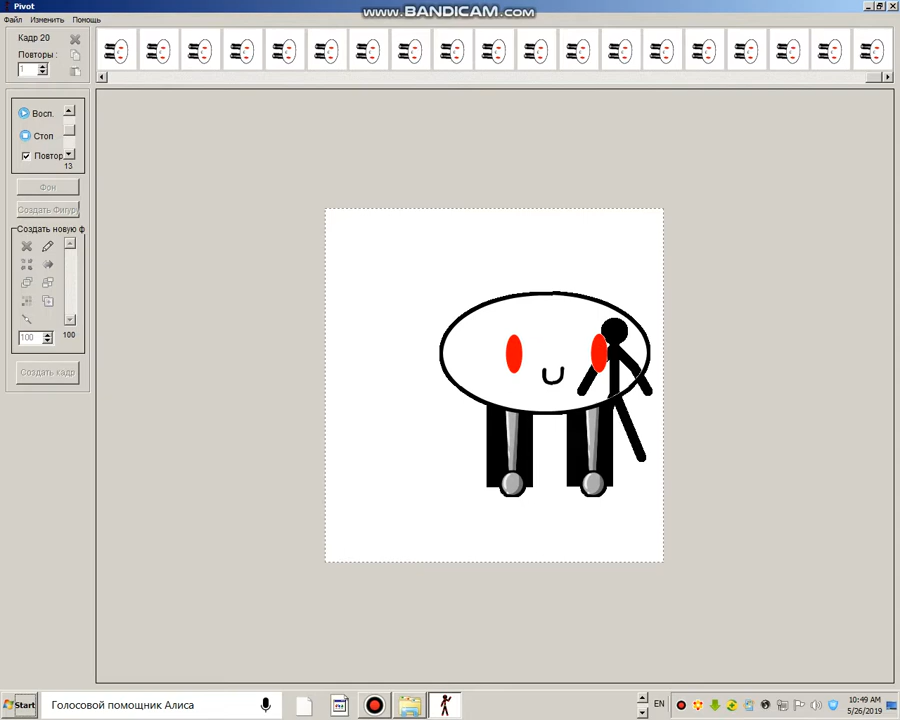 Pivot
www.BANDICAM.com
Файл Изменить Помощь
Кадр 20
Повторы :
1
Восп.
Стоп
Повтор
13
Фон
Создать Фигуру
Создать новую ф
100 100
Создать кадр
Start
Голосовой помощник Алиса
EN
10:49 AM
5/26/2019